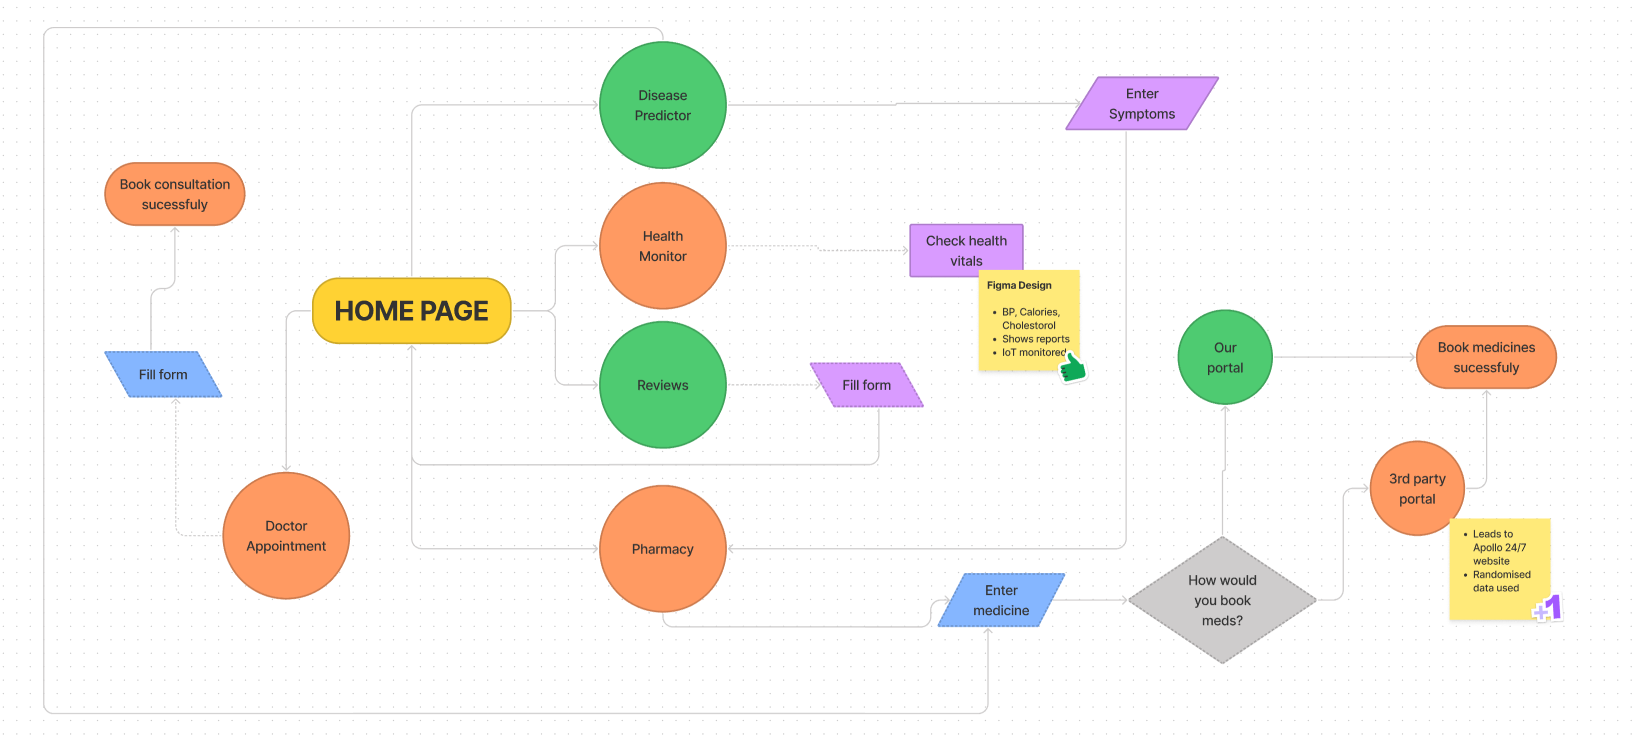 Disease
Predictor
Enter
Symptoms
Book consultation
sucessfuly
Health
Monitor
Check health
vitals
Figma Design
• BP, Calories,
Cholestorol
• Shows reports
• IoT monitored
HOME PAGE
Fill form
Reviews
Fill form
Our
portal
Book medicines
sucessfuly
3rd party
portal
• Leads to
Apollo 24/7
website
• Randomised
data used
+1
Doctor
Appointment
Pharmacy
Enter
medicine
How would
you book
meds?